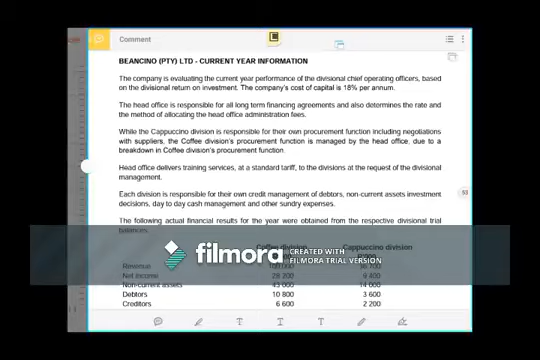 Comment
BEANCINO (PTY) LTD - CURRENT YEAR INFORMATION
The company is evaluating the current year performance of the divisional chief operating officers, based
on the divisional return on investment. The company's cost of capital is 18% per annum.
The head office is responsible for all long term financing agreements and also determines the rate and
the method of allocating the head office administration fees.
While the Cappuccino division is responsible for their own procurement function including negotiations
with suppliers, the Coffee division's procurement function is managed by the head office, due to a
breakdown in Coffee division's procurement function.
Head office delivers training services, at a standard tariff, to the divisions at the request of the divisional
management.
Each division is responsible for their own credit management of debtors, non-current assets investment
decisions, day to day cash management and other sundry expenses.
53
The following actual financial results for the year were obtained from the respective divisional trial
balances.
Coffee division Cappuccino division
filmora CREATED WITH
FILMORA TRIAL VERSION
Revenue
Net income 28 200 9 400
Non-current assets 43 000 14 000
Debtors 10 800 3 600
Creditors 6 600 2 200